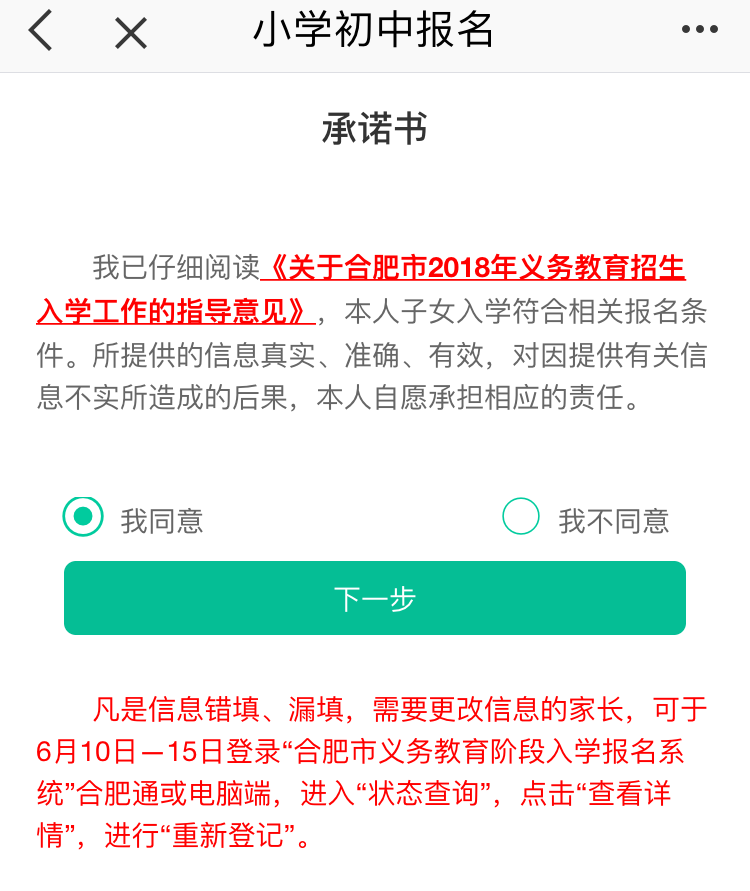 小学初中报名
承诺书
我已仔细阅读《关于合肥市2018年义务教育招生
入学工作的指导意见》，本人子女入学符合相关报名条
件。所提供的信息真实、准确、有效，对因提供有关信
息不实所造成的后果，本人自愿承担相应的责任。
我同意 我不同意
下一步
凡是信息错填、漏填，需要更改信息的家长，可于
6月10日－15日登录“合肥市义务教育阶段入学报名系
统”合肥通或电脑端，进入“状态查询”，点击“查看详
情”，进行“重新登记”。